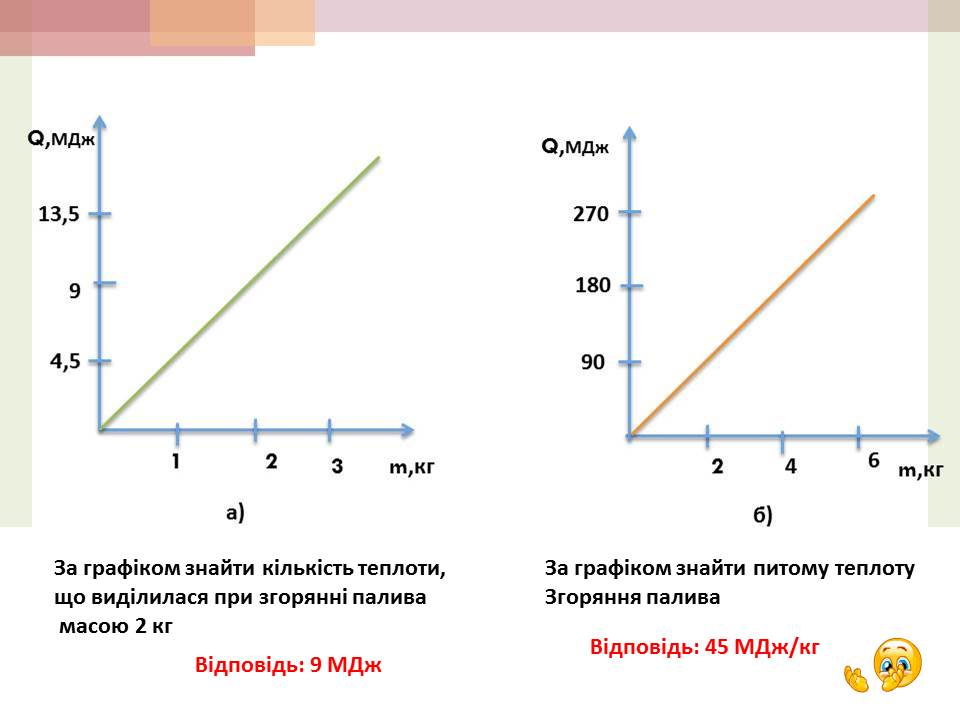 Q,МДж
13,5
9
4,5
1 2 3 m,кг
а)
За графіком знайти кількість теплоти,
що виділилася при згорянні палива
масою 2 кг
Відповідь: 9 МДж
Q,МДж
270
180
90
2 4 6 m,кг
б)
За графіком знайти питому теплоту
Згоряння палива
Відповідь: 45 МДж/кг